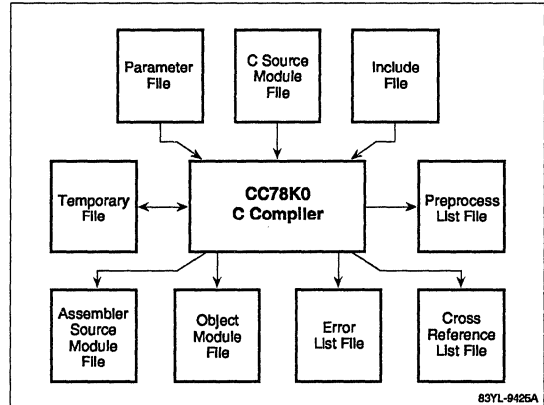 Parameter
File
C Source
Module
File
Include
File
Temporary
File
CC78K0
C Compiler
Preprocess
List File
Assembler
Source
Module
File
Object
Module
File
Error
List File
Cross
Reference
List File
83YL-9425A